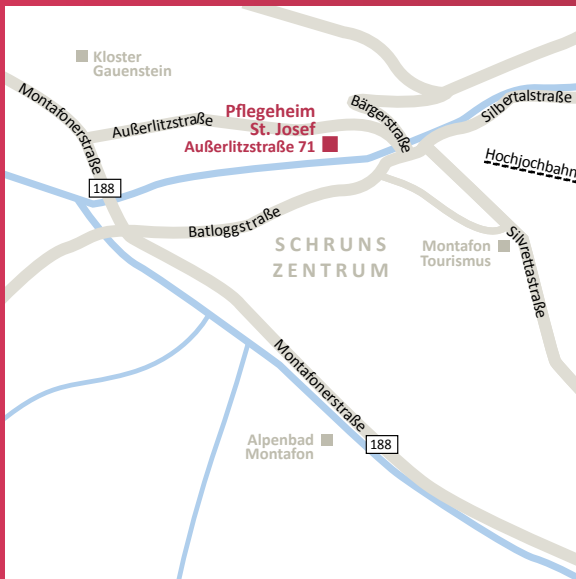 Kloster
Gauenstein
Montafonerstraße
Außerlitzstraße
Pflegeheim
St. Josef
Außerlitzstraße 71
Bärgerstraße
Silbertalstraße
Hochjochbahn
188
Batloggstraße
SCHRUNS
ZENTRUM
Montafon
Tourismus
Silvrettastraße
Montafonerstraße
Alpenbad
Montafon
188